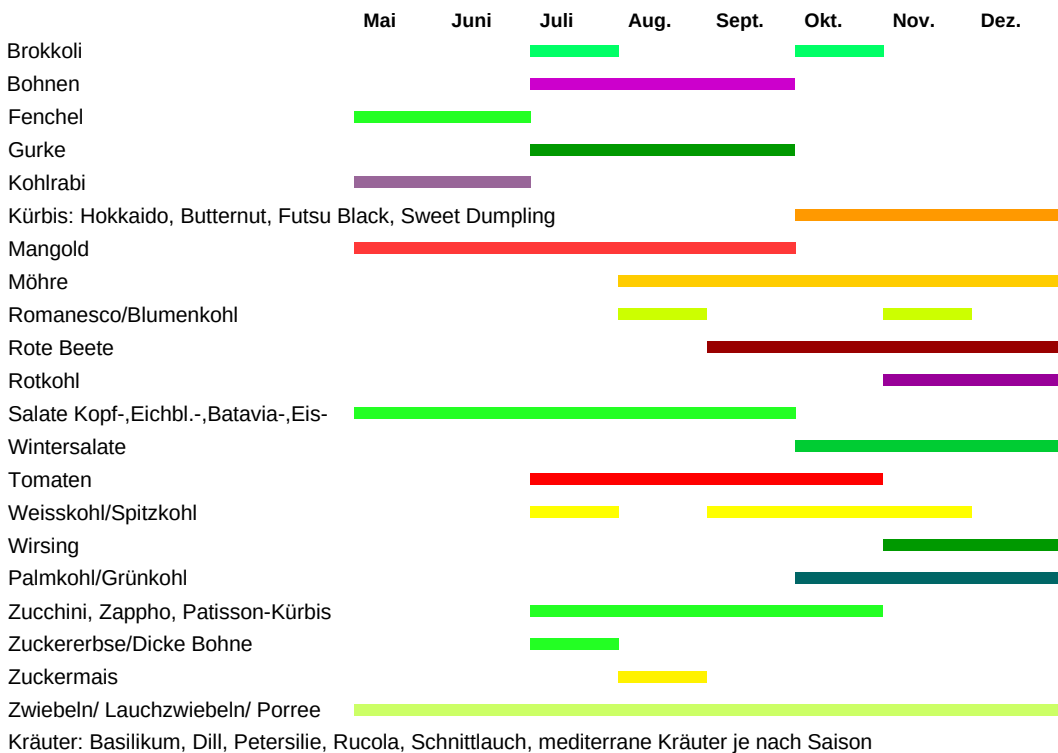 Mai Juni Juli Aug. Sept. Okt. Nov. Dez.
Brokkoli
Bohnen
Fenchel
Gurke
Kohlrabi
Kürbis: Hokkaido, Butternut, Futsu Black, Sweet Dumpling
Mangold
Möhre
Romanesco/Blumenkohl
Rote Beete
Rotkohl
Salate Kopf-,Eichbl.-,Batavia-,Eis-
Wintersalate
Tomaten
Weisskohl/Spitzkohl
Wirsing
Palmkohl/Grünkohl
Zucchini, Zappho, Patisson-Kürbis
Zuckererbse/Dicke Bohne
Zuckermais
Zwiebeln/ Lauchzwiebeln/ Porree
Kräuter: Basilikum, Dill, Petersilie, Rucola, Schnittlauch, mediterrane Kräuter je nach Saison